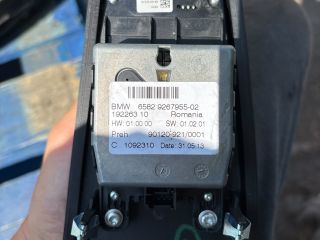 BMW 6582 9267955-02
192263 10 Romania
HW: 01.00.00 SW: 01.02.01
Preh 90120-921/0001
C 1092310 Date: 31.05.13